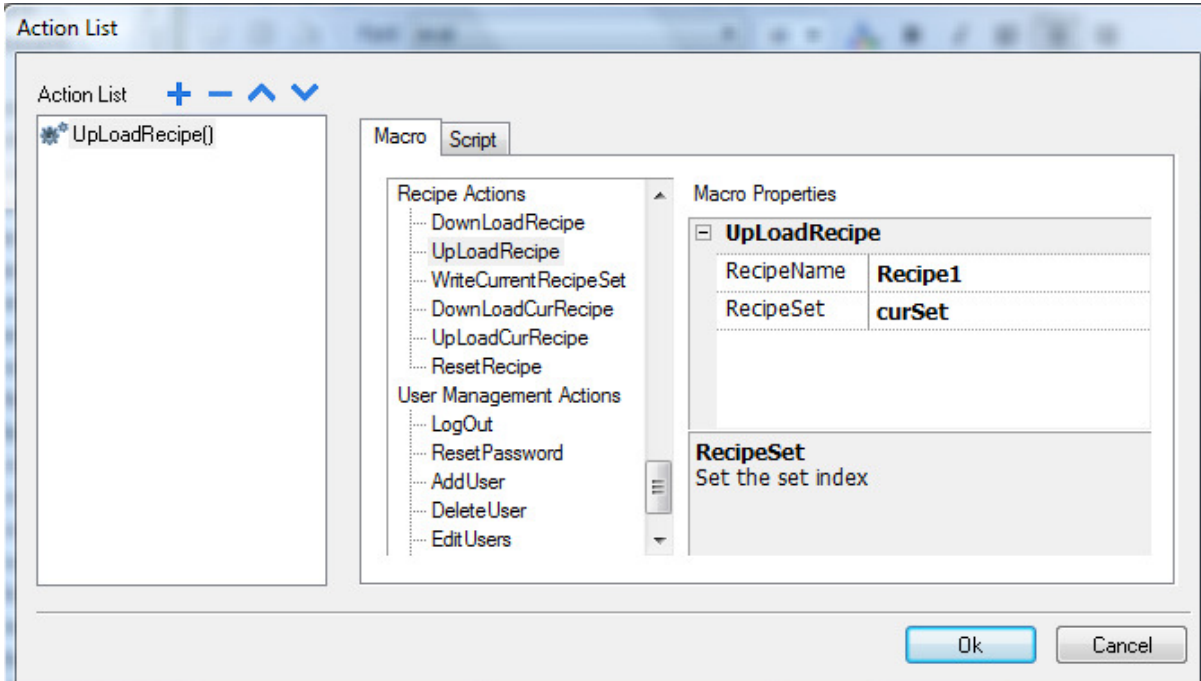 Action List
Action List
UpLoadRecipe()
Macro
Script
Recipe Actions
DownLoadRecipe
UpLoadRecipe
WriteCurrentRecipeSet
DownLoadCurRecipe
UpLoadCurRecipe
ResetRecipe
User Management Actions
LogOut
ResetPassword
AddUser
DeleteUser
EditUsers
Macro Properties
UpLoadRecipe
RecipeName Recipe1
RecipeSet curSet
RecipeSet
Set the set index
Ok
Cancel